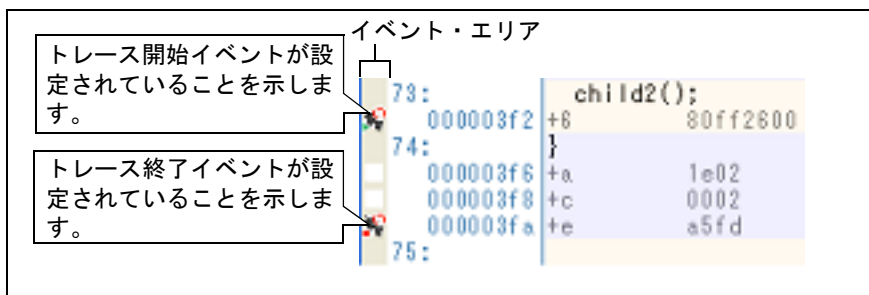 イベント・エリア
トレース開始イベントが設
定されていることを示しま
す。
トレース終了イベントが設
定されていることを示しま
す。
73: child2();
000003f2 +6 80ff2600
74: }
000003f6 +a 1e02
000003f8 +c 0002
000003fa +e a5fd
75: